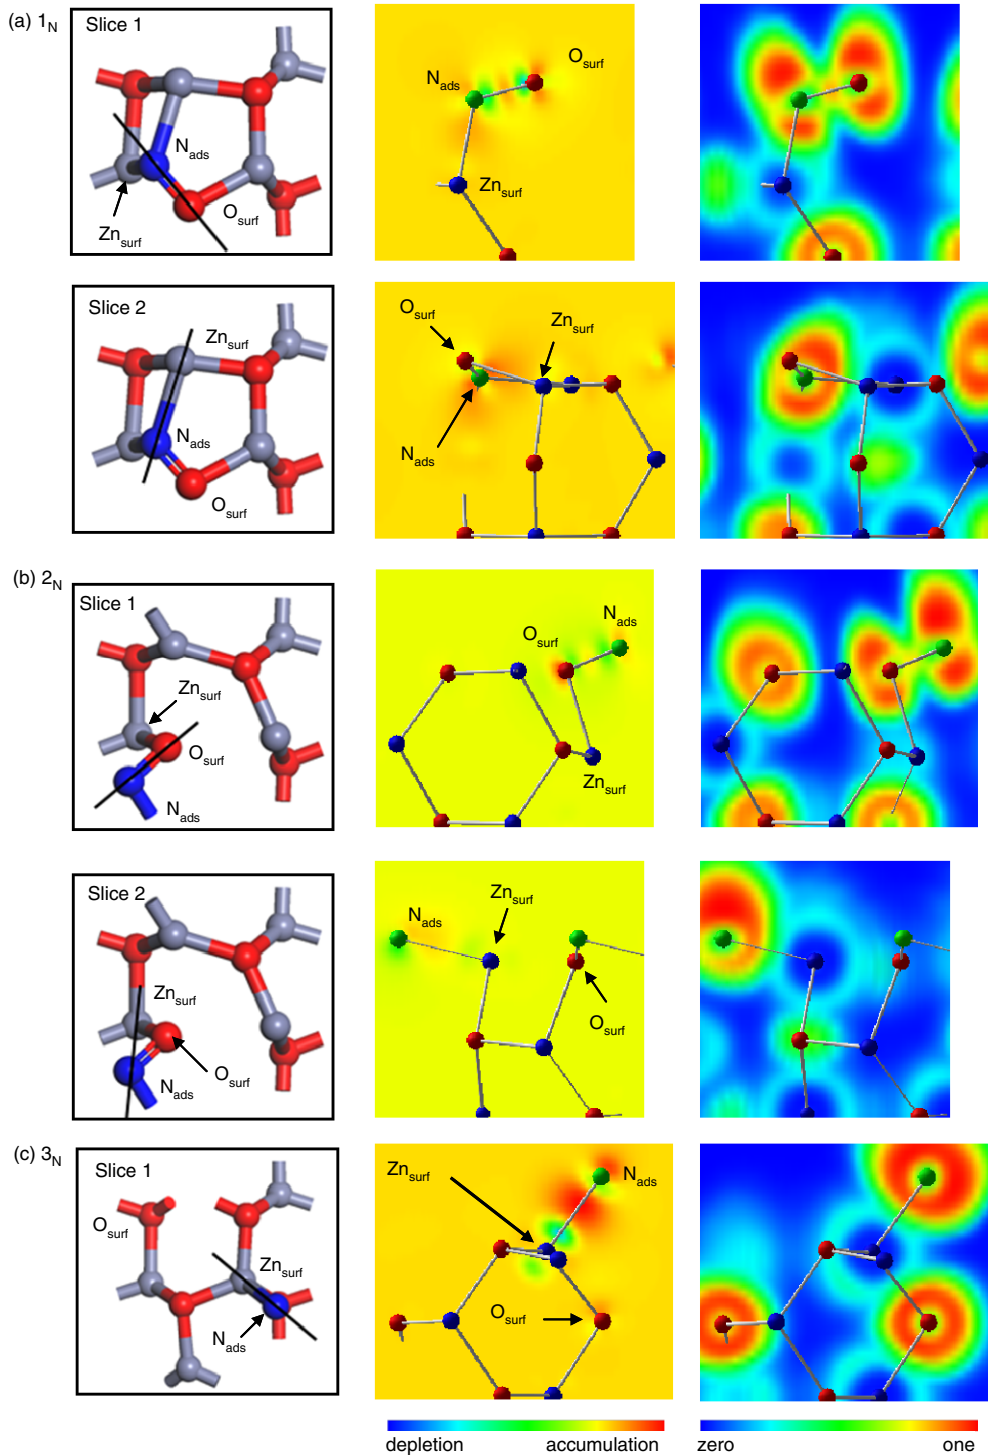 (a) 1N
Slice 1
Nads
Osurf
Znsurf
Nads
Osurf
Znsurf
Slice 2
Znsurf
Nads
Osurf
Osurf
Znsurf
Nads
(b) 2N
Slice 1
Znsurf
Osurf
Nads
Nads
Osurf
Znsurf
Slice 2
Znsurf
Osurf
Nads
Nads
Znsurf
Osurf
(c) 3N
Slice 1
Osurf
Znsurf
Nads
Znsurf
Nads
Osurf
depletion accumulation
zero one